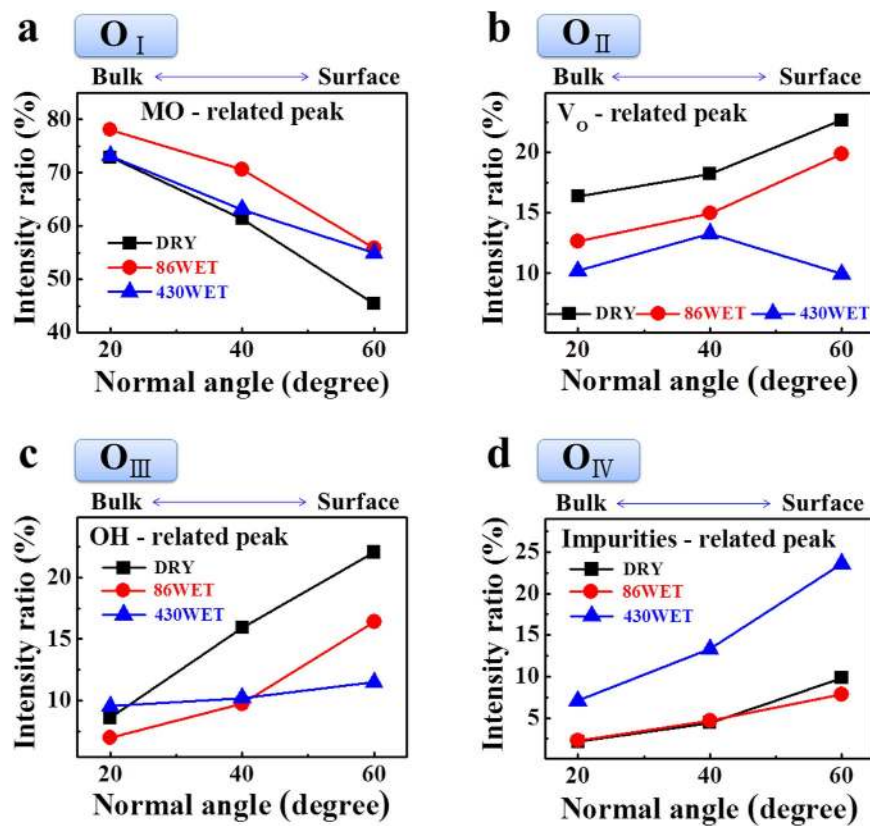 a O Ⅰ
Bulk Surface
MO - related peak
80
70
60
50
40
DRY
86WET
430WET
20 40 60
Intensity ratio (%)
Normal angle (degree)
b O Ⅱ
Bulk Surface
V_O - related peak
20
15
10
DRY 86WET 430WET
20 40 60
Intensity ratio (%)
Normal angle (degree)
c O Ⅲ
Bulk Surface
OH - related peak
20
15
10
DRY
86WET
430WET
20 40 60
Intensity ratio (%)
Normal angle (degree)
d O Ⅳ
Bulk Surface
Impurities - related peak
25
20
15
10
5
DRY
86WET
430WET
20 40 60
Intensity ratio (%)
Normal angle (degree)